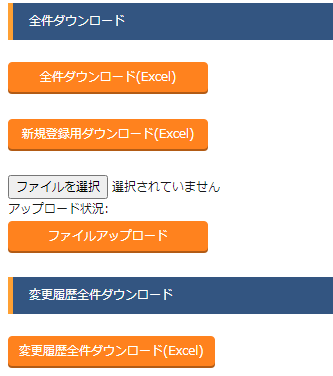 全件ダウンロード
全件ダウンロード(Excel)
新規登録用ダウンロード(Excel)
ファイルを選択 選択されていません
アップロード状況:
ファイルアップロード
変更履歴全件ダウンロード
変更履歴全件ダウンロード(Excel)